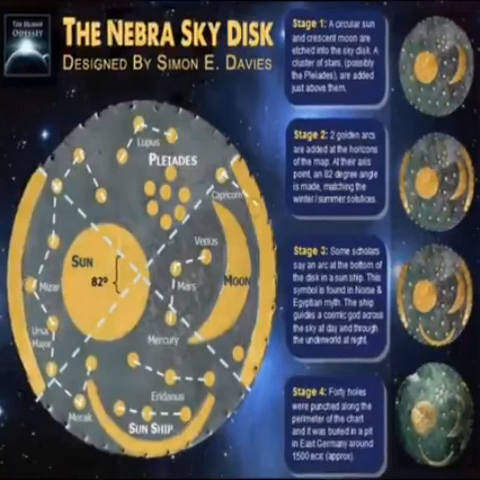 THE HUMAN
ODYSSEY
THE NEBRA SKY DISK
DESIGNED BY SIMON E. DAVIES
Lupus
PLEIADES
Capricorn
Venus
SUN
82º
Mars
MOON
Mizar
Mercury
Ursa
Major
Eridanus
Merak
SUN SHIP
Stage 1: A circular sun
and crescent moon are
etched into the sky disk. A
cluster of stars, (possibly
the Pleiades), are added
just above them.
Stage 2: 2 golden arcs
are added at the horizons
of the map. At their axis
point, an 82 degree angle
is made, matching the
winter/summer solstices.
Stage 3: Some scholars
say an arc at the bottom of
the disk in a sun ship. This
symbol is found in Norse &
Egyptian myth. The ship
guides a cosmic god across
the sky at day and through
the underworld at night.
Stage 4: Forty holes
were punched along the
perimeter of the chart
and it was buried in a pit
in East Germany around
1500 BCE (approx).